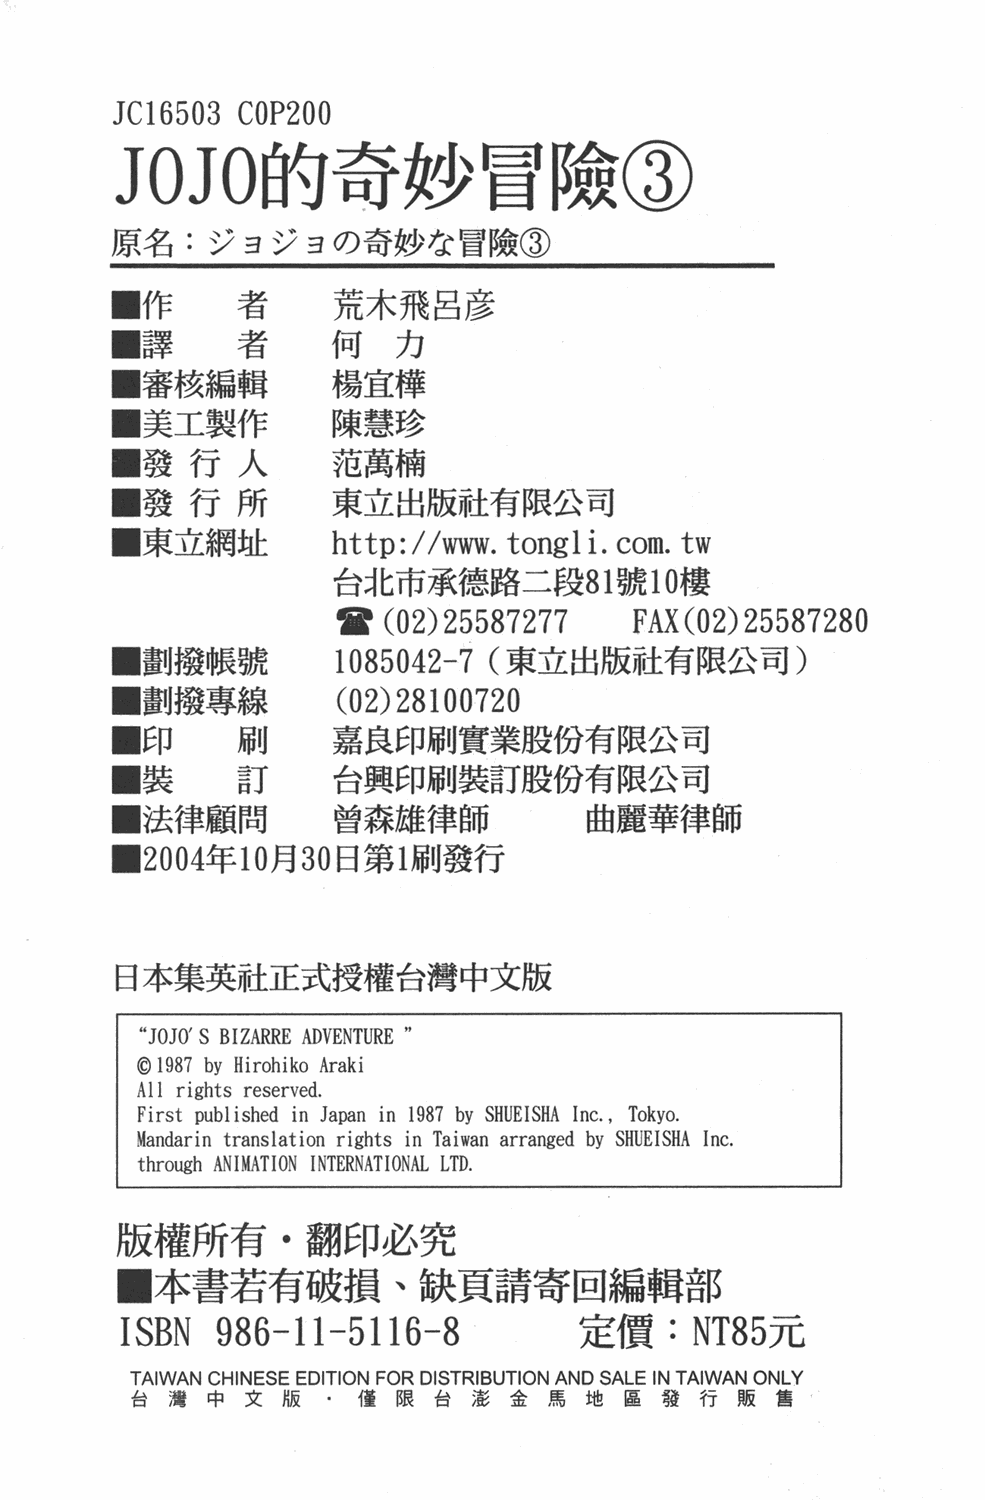 JC16503 COP200
JOJO的奇妙冒險③
原名：ジョジョの奇妙な冒險③
■作　　者　　荒木飛呂彦
■譯　　者　　何　力
■審核編輯　　楊宜樺
■美工製作　　陳慧珍
■發 行 人　　范萬楠
■發 行 所　　東立出版社有限公司
■東立網址　　http://www.tongli.com.tw
台北市承德路二段81號10樓
☎(02)25587277　　FAX(02)25587280
■劃撥帳號　　1085042-7（東立出版社有限公司）
■劃撥專線　　(02)28100720
■印　　刷　　嘉良印刷實業股份有限公司
■裝　　訂　　台興印刷裝訂股份有限公司
■法律顧問　　曾森雄律師　　　曲麗華律師
■2004年10月30日第1刷發行
日本集英社正式授權台灣中文版
“JOJO'S BIZARRE ADVENTURE ”
©1987 by Hirohiko Araki
All rights reserved.
First published in Japan in 1987 by SHUEISHA Inc., Tokyo.
Mandarin translation rights in Taiwan arranged by SHUEISHA Inc.
through ANIMATION INTERNATIONAL LTD.
版權所有・翻印必究
■本書若有破損、缺頁請寄回編輯部
ISBN 986-11-5116-8　　　定價：NT85元
TAIWAN CHINESE EDITION FOR DISTRIBUTION AND SALE IN TAIWAN ONLY
台灣中文版・僅限台澎金馬地區發行販售